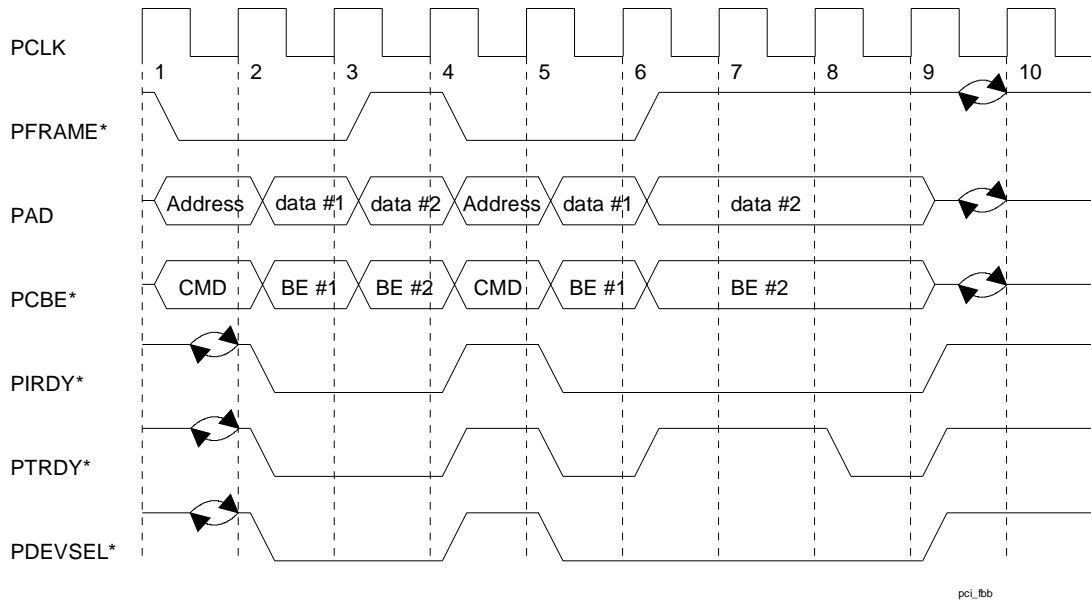 PCLK
1 2 3 4 5 6 7 8 9 10
PFRAME*
PAD
Address data #1 data #2 Address data #1 data #2
PCBE*
CMD BE #1 BE #2 CMD BE #1 BE #2
PIRDY*
PTRDY*
PDEVSEL*
pci_fbb